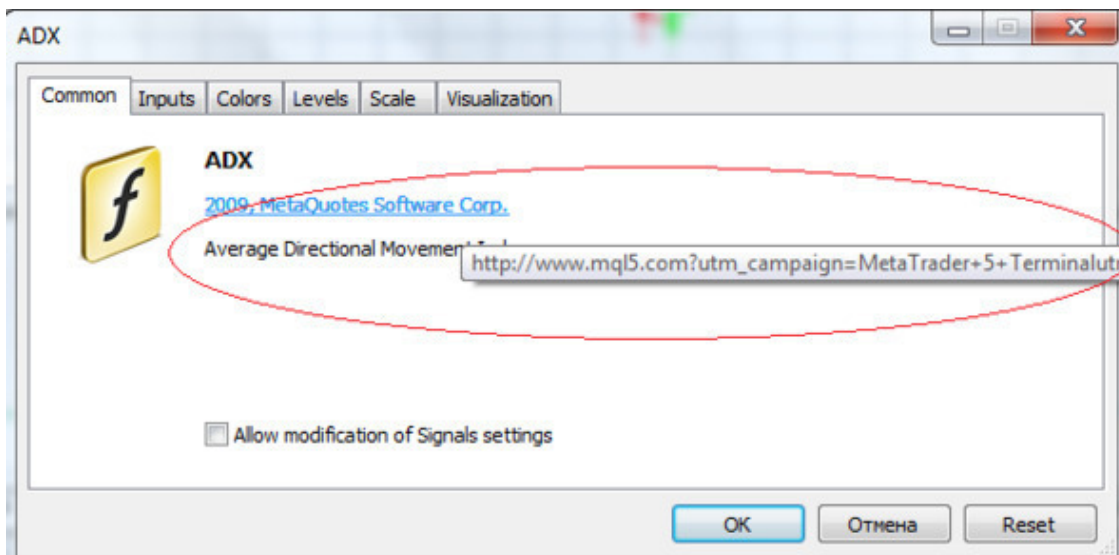 ADX
Common Inputs Colors Levels Scale Visualization
ADX
2009, MetaQuotes Software Corp.
Average Directional Movement
http://www.mql5.com?utm_campaign=MetaTrader+5+Terminalut
Allow modification of Signals settings
OK Отмена Reset